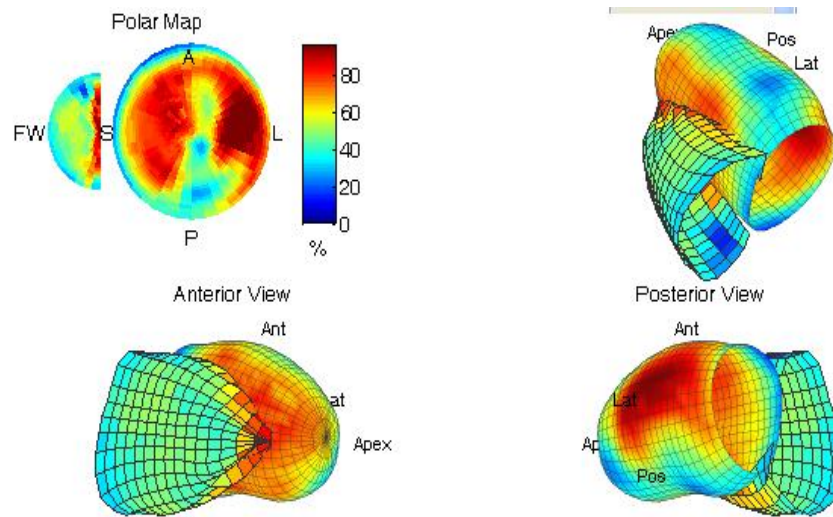 Polar Map
A
FW
S
L
P
80
60
40
20
0
%
Pos
Lat
Anterior View
Ant
Apex
Posterior View
Ant
Lat
Pos